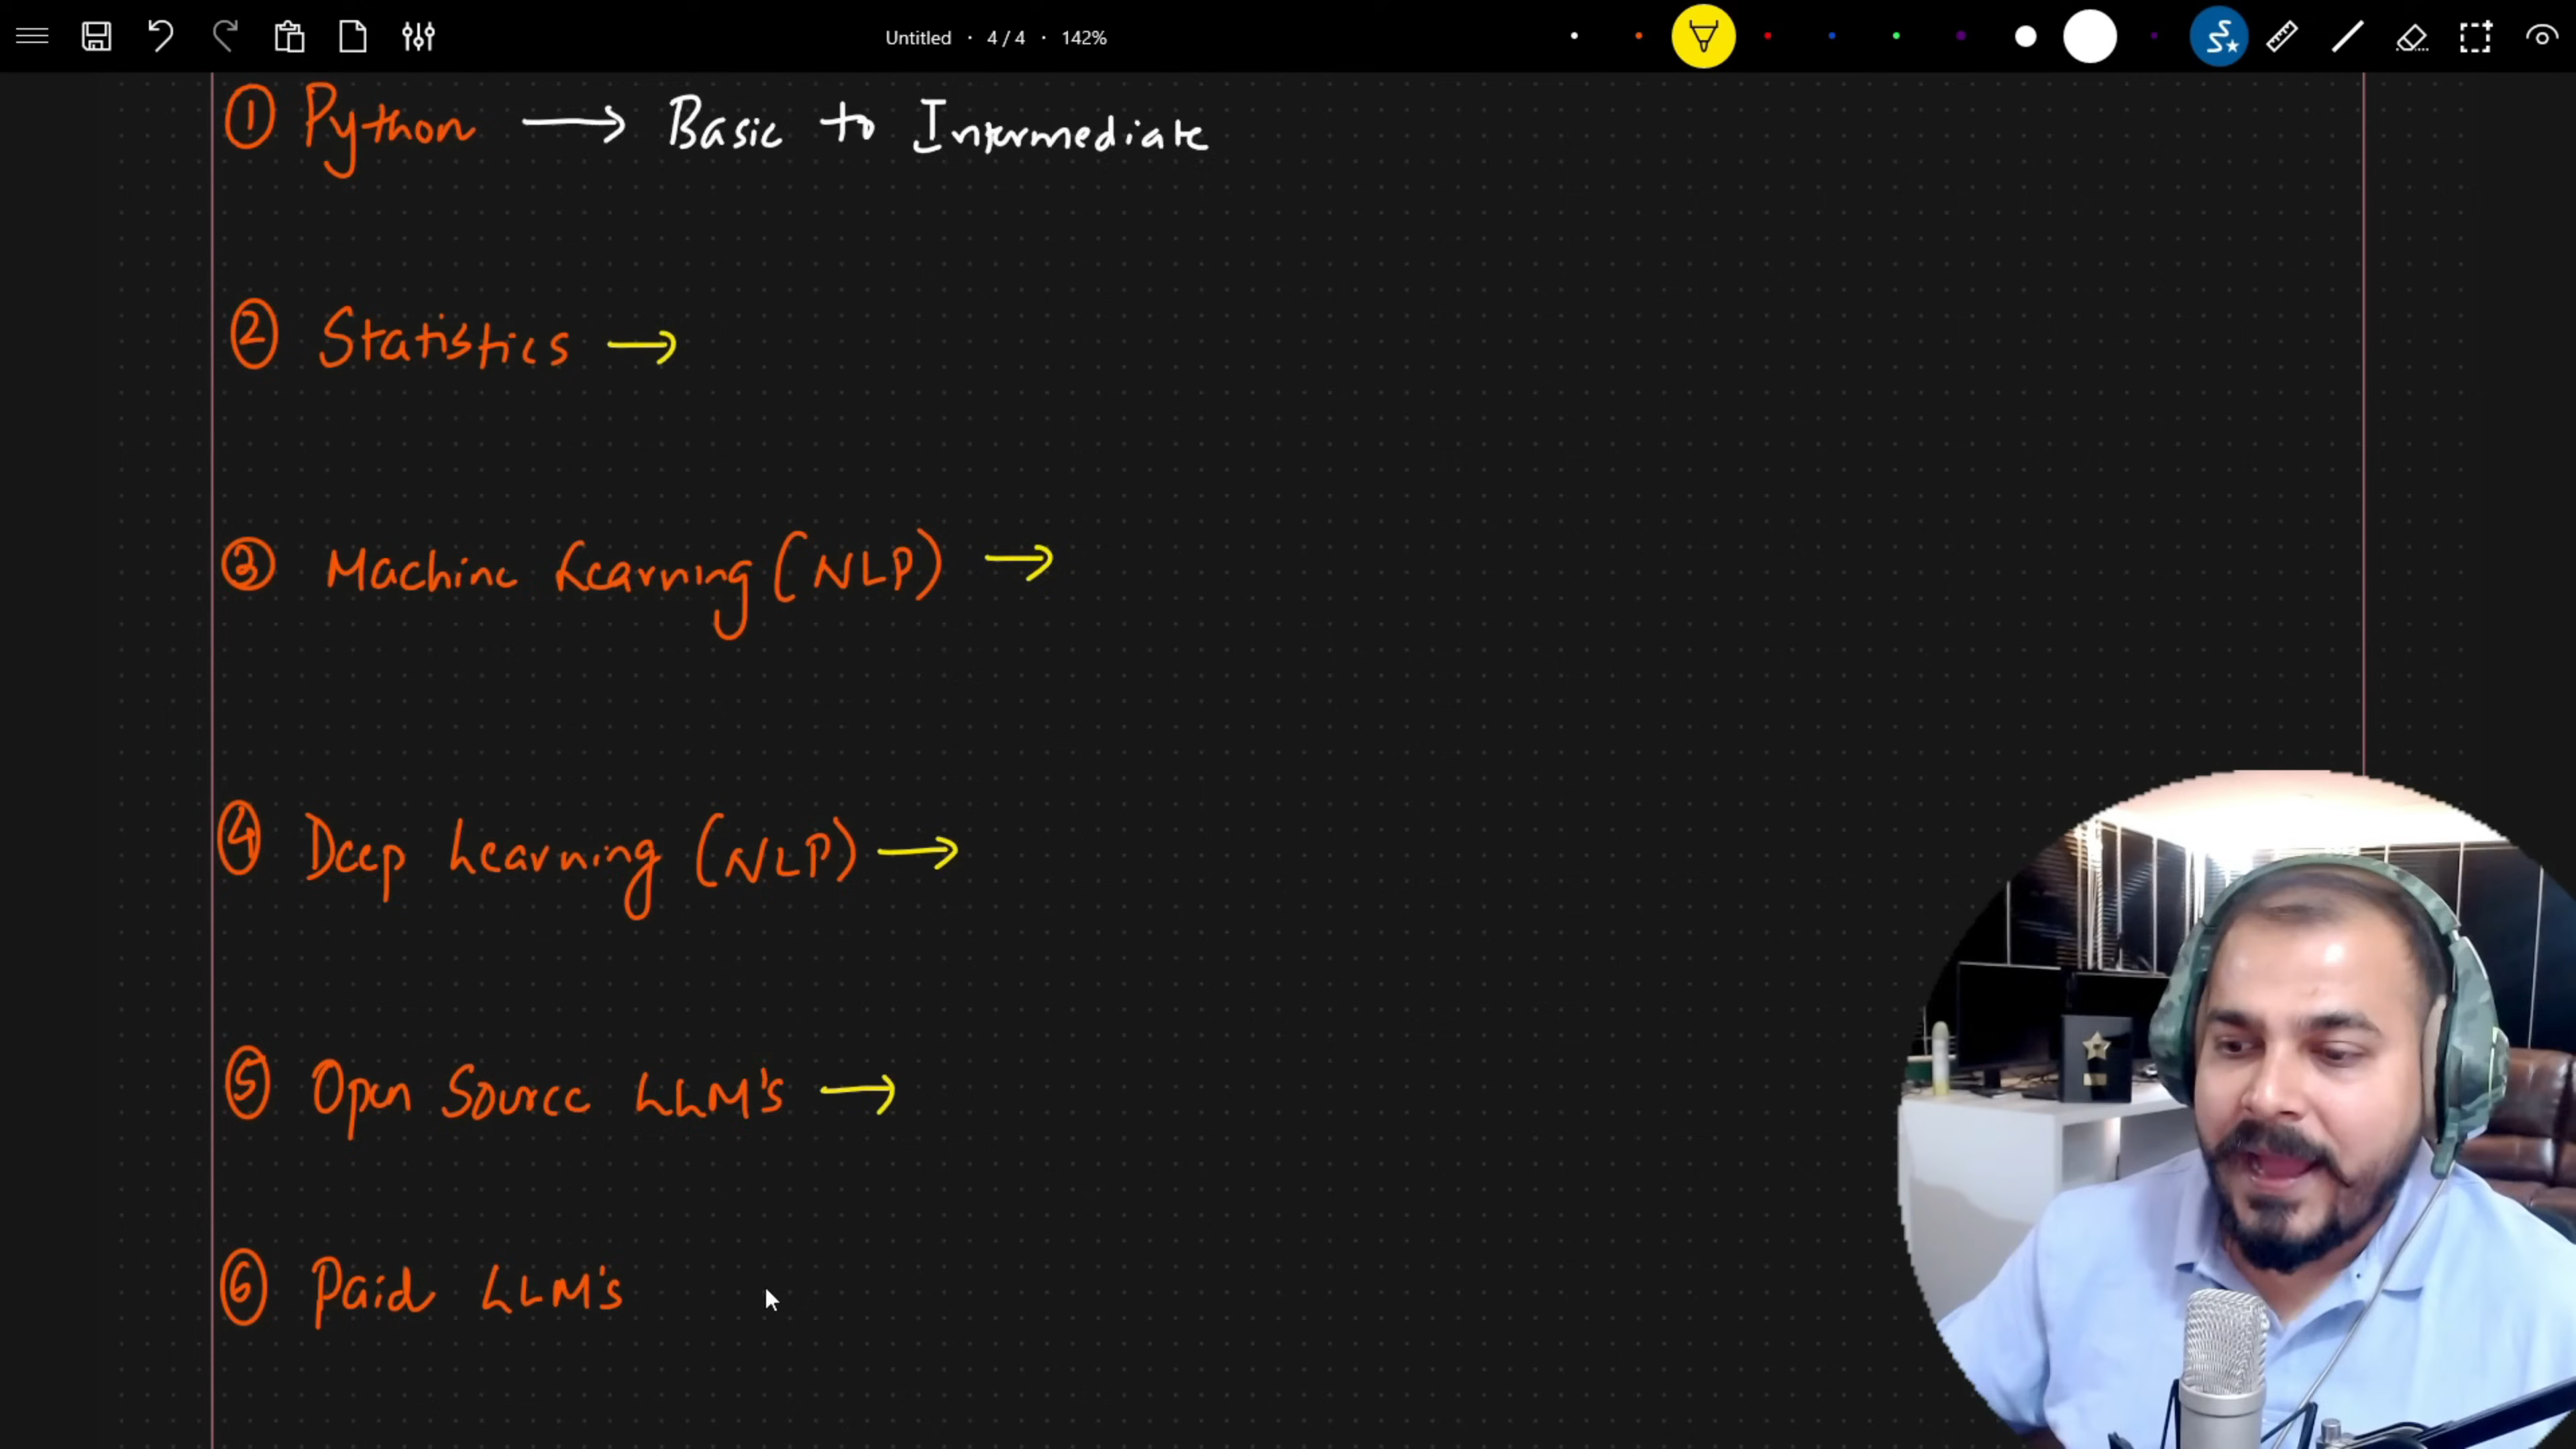 Untitled · 4 / 4 · 142%
① Python → Basic to Intermediate
② Statistics →
③ Machine Learning (NLP) →
④ Deep Learning (NLP) →
⑤ Open Source LLM's →
⑥ Paid LLM's